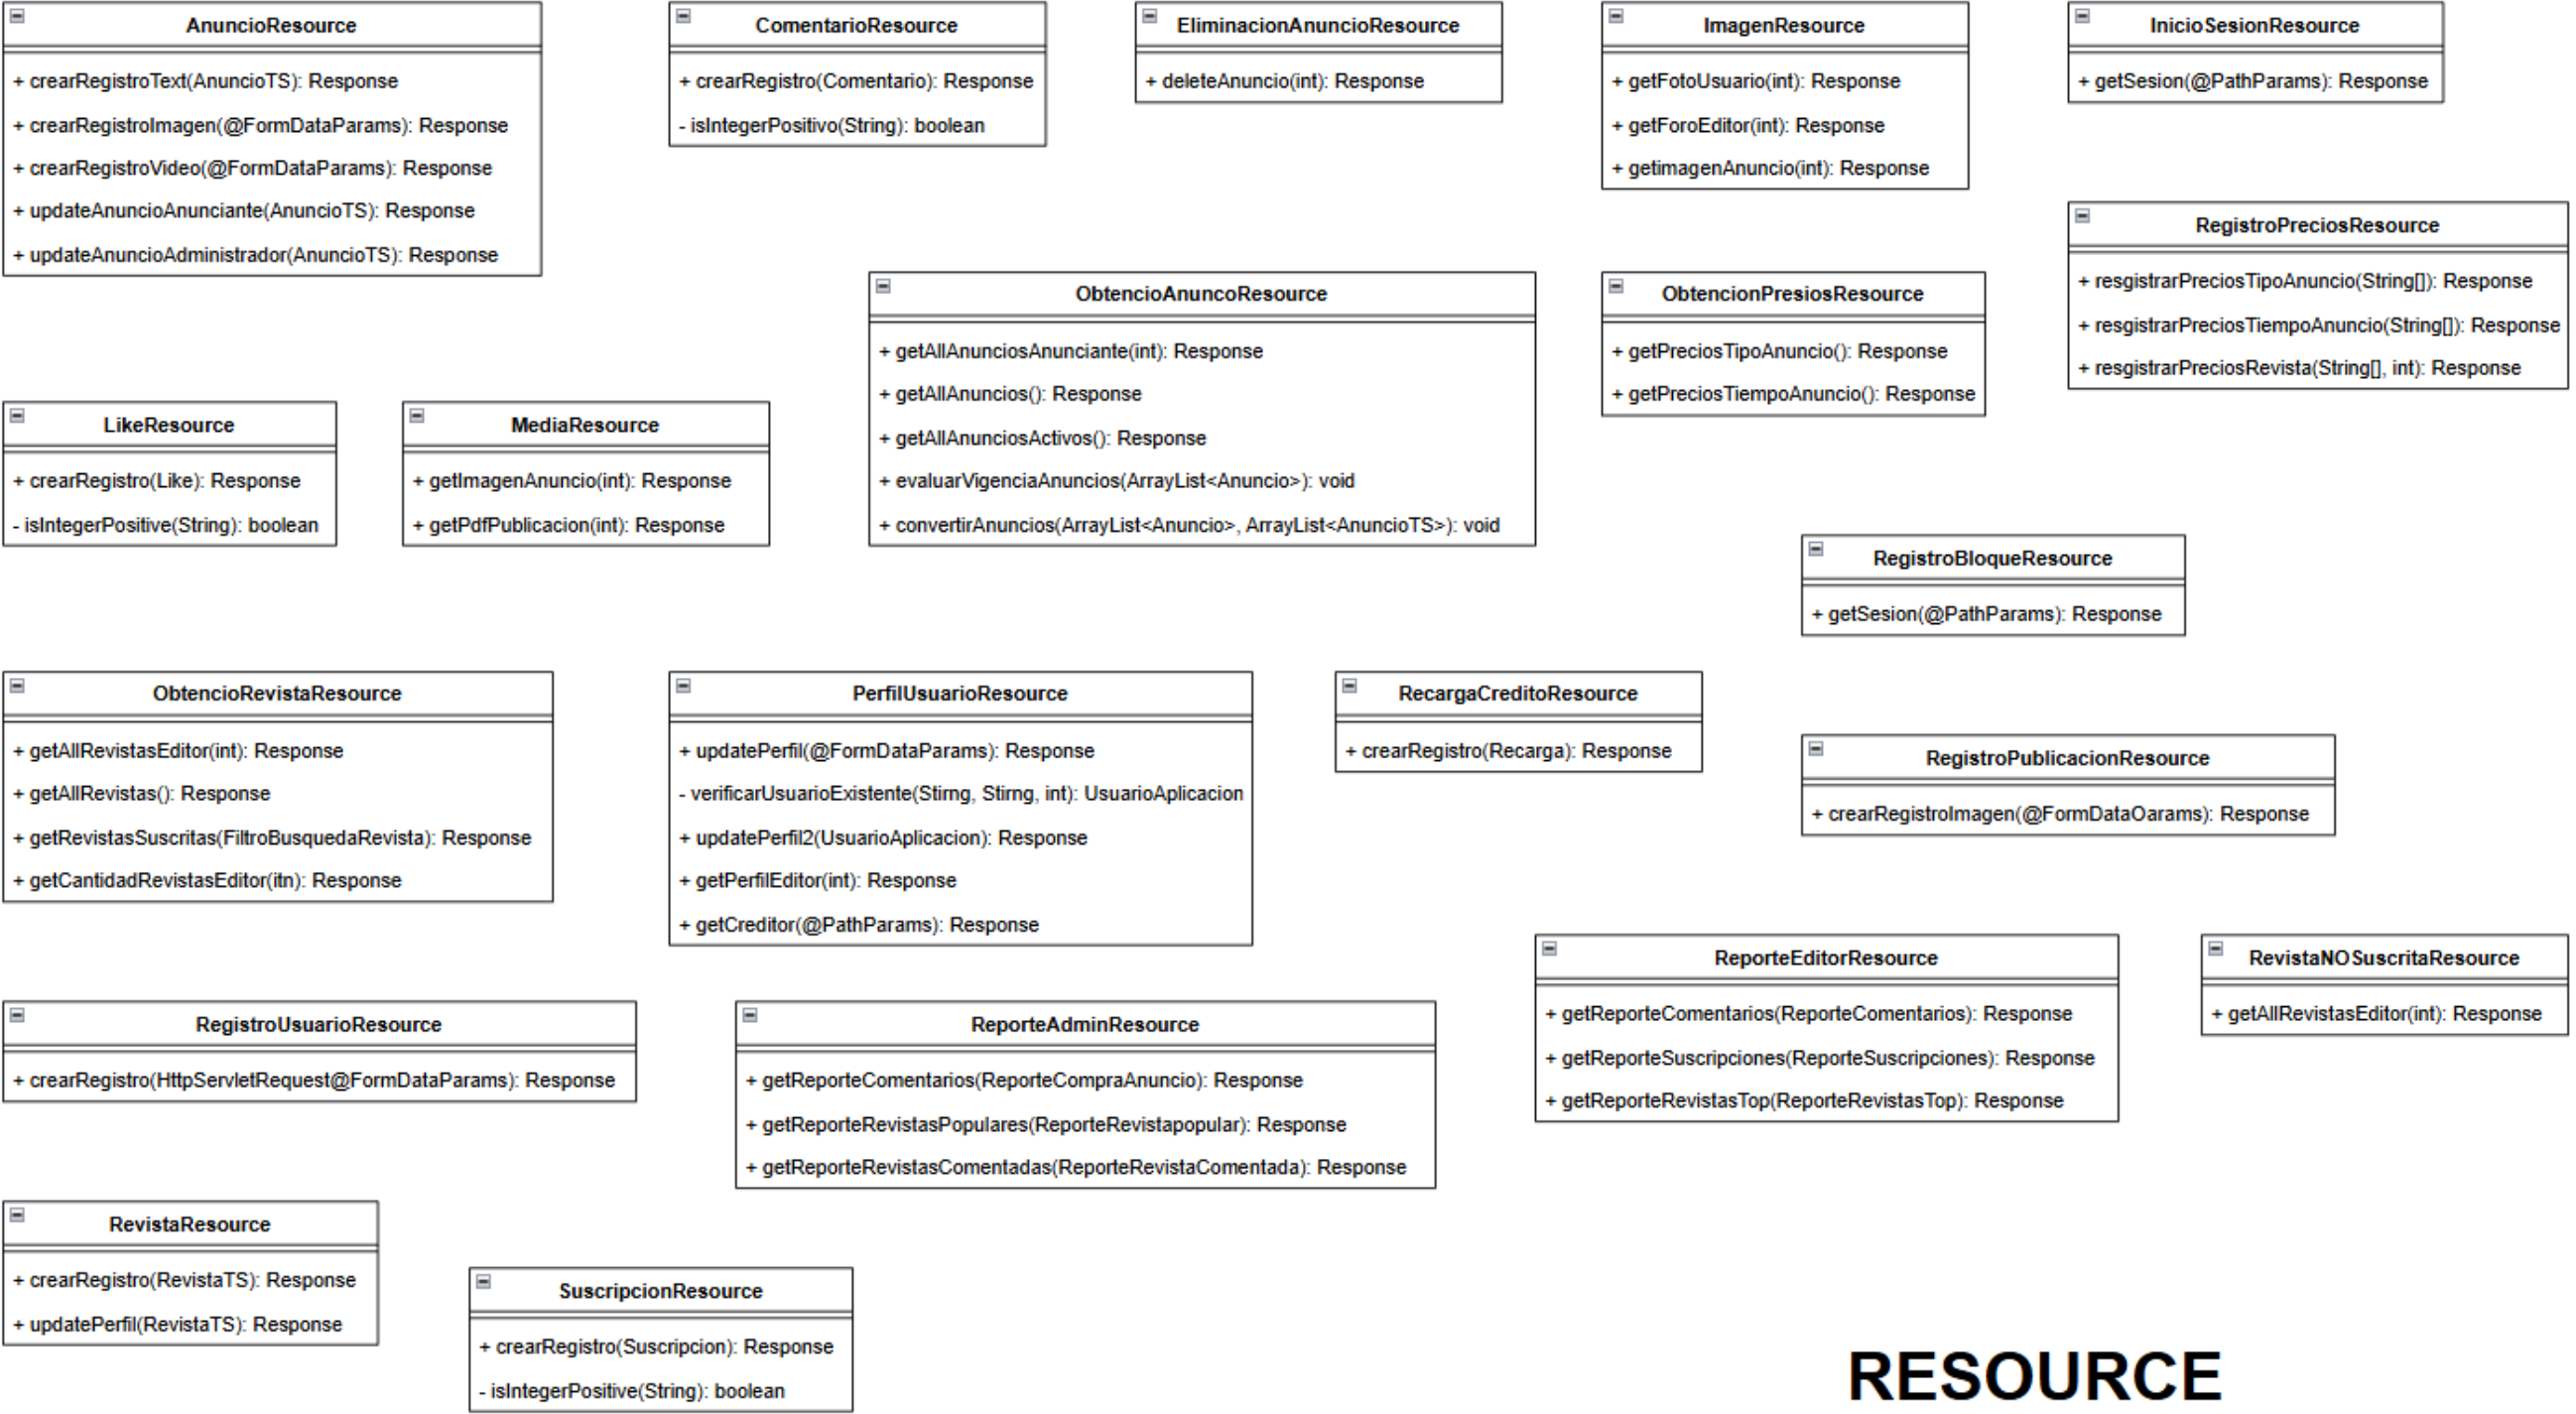 AnuncioResource
+ crearRegistroText(AnuncioTS): Response
+ crearRegistroImagen(@FormDataParams): Response
+ crearRegistroVideo(@FormDataParams): Response
+ updateAnuncioAnunciante(AnuncioTS): Response
+ updateAnuncioAdministrador(AnuncioTS): Response
ComentarioResource
+ crearRegistro(Comentario): Response
- isIntegerPositivo(String): boolean
EliminacionAnuncioResource
+ deleteAnuncio(int): Response
ImagenResource
+ getFotoUsuario(int): Response
+ getForoEditor(int): Response
+ getimagenAnuncio(int): Response
InicioSesionResource
+ getSesion(@PathParams): Response
RegistroPreciosResource
+ resgistrarPreciosTipoAnuncio(String[]): Response
+ resgistrarPreciosTiempoAnuncio(String[]): Response
+ resgistrarPreciosRevista(String[], int): Response
ObtencioAnuncoResource
+ getAllAnunciosAnunciante(int): Response
+ getAllAnuncios(): Response
+ getAllAnunciosActivos(): Response
+ evaluarVigenciaAnuncios(ArrayList<Anuncio>): void
+ convertirAnuncios(ArrayList<Anuncio>, ArrayList<AnuncioTS>): void
ObtencionPresiosResource
+ getPreciosTipoAnuncio(): Response
+ getPreciosTiempoAnuncio(): Response
LikeResource
+ crearRegistro(Like): Response
- isIntegerPositive(String): boolean
MediaResource
+ getImagenAnuncio(int): Response
+ getPdfPublicacion(int): Response
RegistroBloqueResource
+ getSesion(@PathParams): Response
ObtencioRevistaResource
+ getAllRevistasEditor(int): Response
+ getAllRevistas(): Response
+ getRevistasSuscritas(FiltroBusquedaRevista): Response
+ getCantidadRevistasEditor(itn): Response
PerfilUsuarioResource
+ updatePerfil(@FormDataParams): Response
- verificarUsuarioExistente(Stirng, Stirng, int): UsuarioAplicacion
+ updatePerfil2(UsuarioAplicacion): Response
+ getPerfilEditor(int): Response
+ getCreditor(@PathParams): Response
RecargaCreditoResource
+ crearRegistro(Recarga): Response
RegistroPublicacionResource
+ crearRegistroImagen(@FormDataOarams): Response
ReporteEditorResource
+ getReporteComentarios(ReporteComentarios): Response
+ getReporteSuscripciones(ReporteSuscripciones): Response
+ getReporteRevistasTop(ReporteRevistasTop): Response
RevistaNOSuscritaResource
+ getAllRevistasEditor(int): Response
RegistroUsuarioResource
+ crearRegistro(HttpServletRequest@FormDataParams): Response
ReporteAdminResource
+ getReporteComentarios(ReporteCompraAnuncio): Response
+ getReporteRevistasPopulares(ReporteRevistapopular): Response
+ getReporteRevistasComentadas(ReporteRevistaComentada): Response
RevistaResource
+ crearRegistro(RevistaTS): Response
+ updatePerfil(RevistaTS): Response
SuscripcionResource
+ crearRegistro(Suscripcion): Response
- isIntegerPositive(String): boolean
RESOURCE